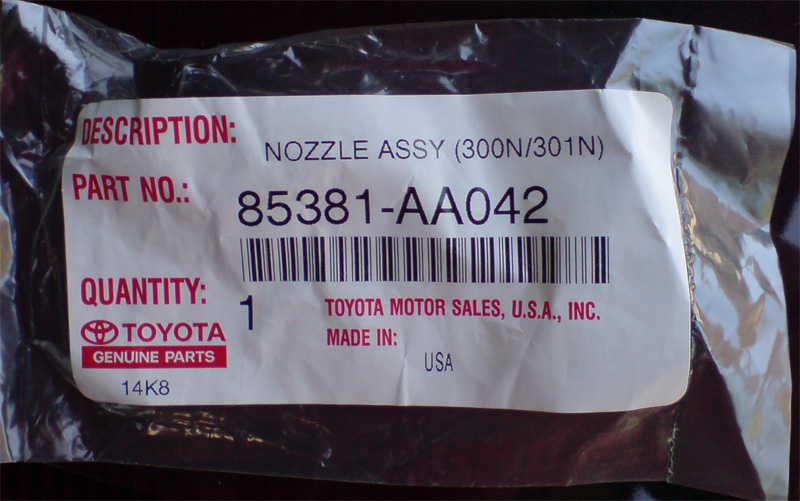 DESCRIPTION:
NOZZLE ASSY (300N/301N)
PART NO.:
85381-AA042
QUANTITY:
1
TOYOTA MOTOR SALES, U.S.A., INC.
MADE IN:
USA
TOYOTA
GENUINE PARTS
14K8